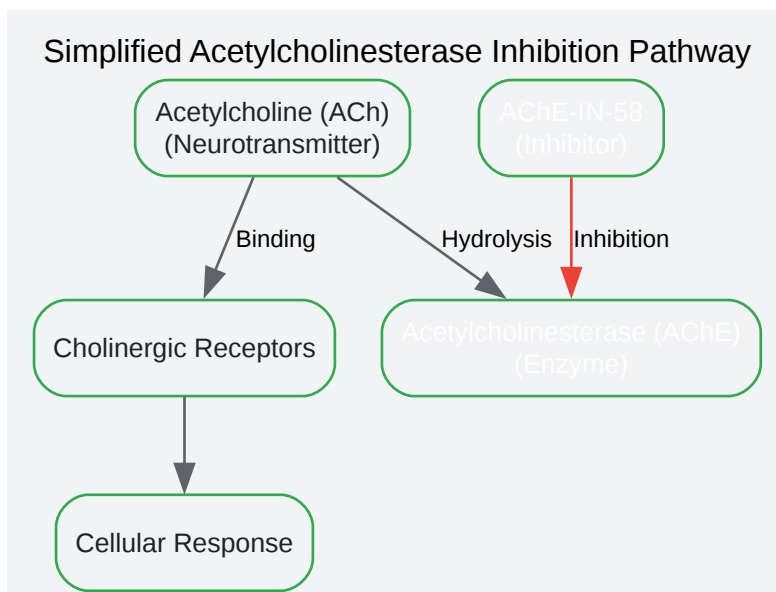 Simplified Acetylcholinesterase Inhibition Pathway
Acetylcholine (ACh)
(Neurotransmitter)
AChE-IN-58
(Inhibitor)
Binding
Hydrolysis
Inhibition
Cholinergic Receptors
Acetylcholinesterase (AChE)
(Enzyme)
Cellular Response